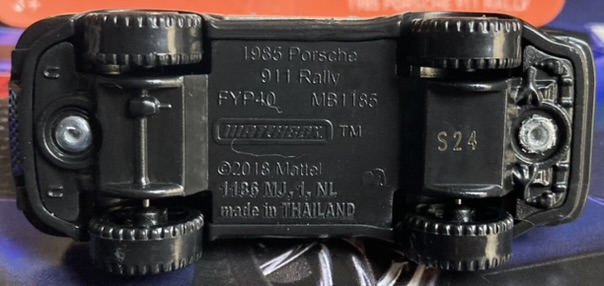 1985 Porsche
911 Rally
FYP40 MB1185
MATCHBOX TM
©2018 Mattel
1186 MJ, 1, NL
made in THAILAND
S24